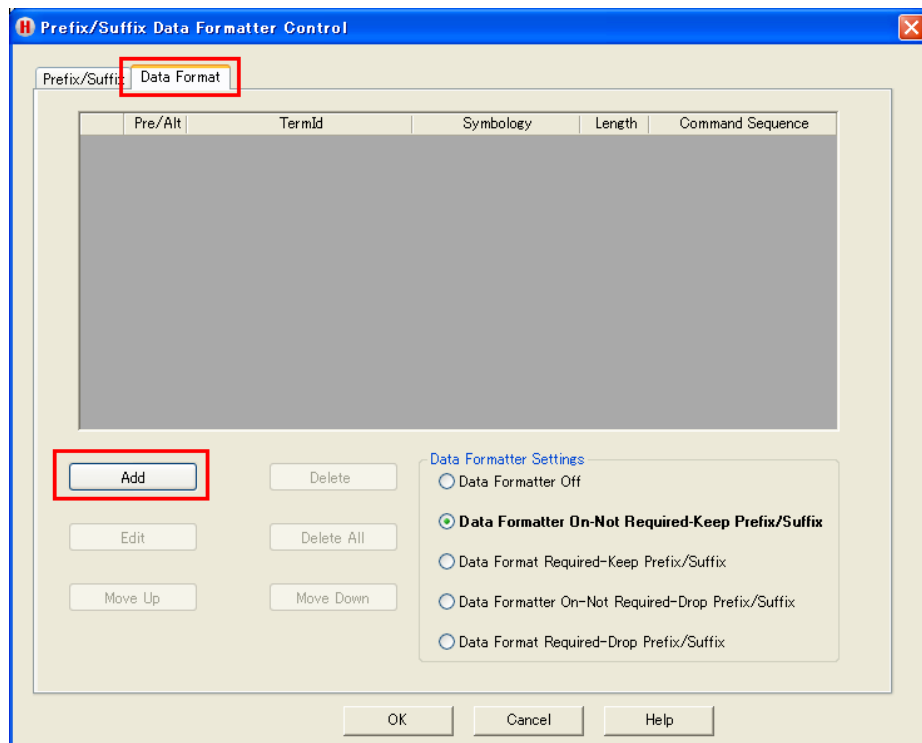 H Prefix/Suffix Data Formatter Control
Prefix/Suffix Data Format
Pre/Alt TermId Symbology Length Command Sequence
Data Formatter Settings
Add Delete Data Formatter Off
Data Formatter On-Not Required-Keep Prefix/Suffix
Edit Delete All
Data Format Required-Keep Prefix/Suffix
Move Up Move Down Data Formatter On-Not Required-Drop Prefix/Suffix
Data Format Required-Drop Prefix/Suffix
OK Cancel Help